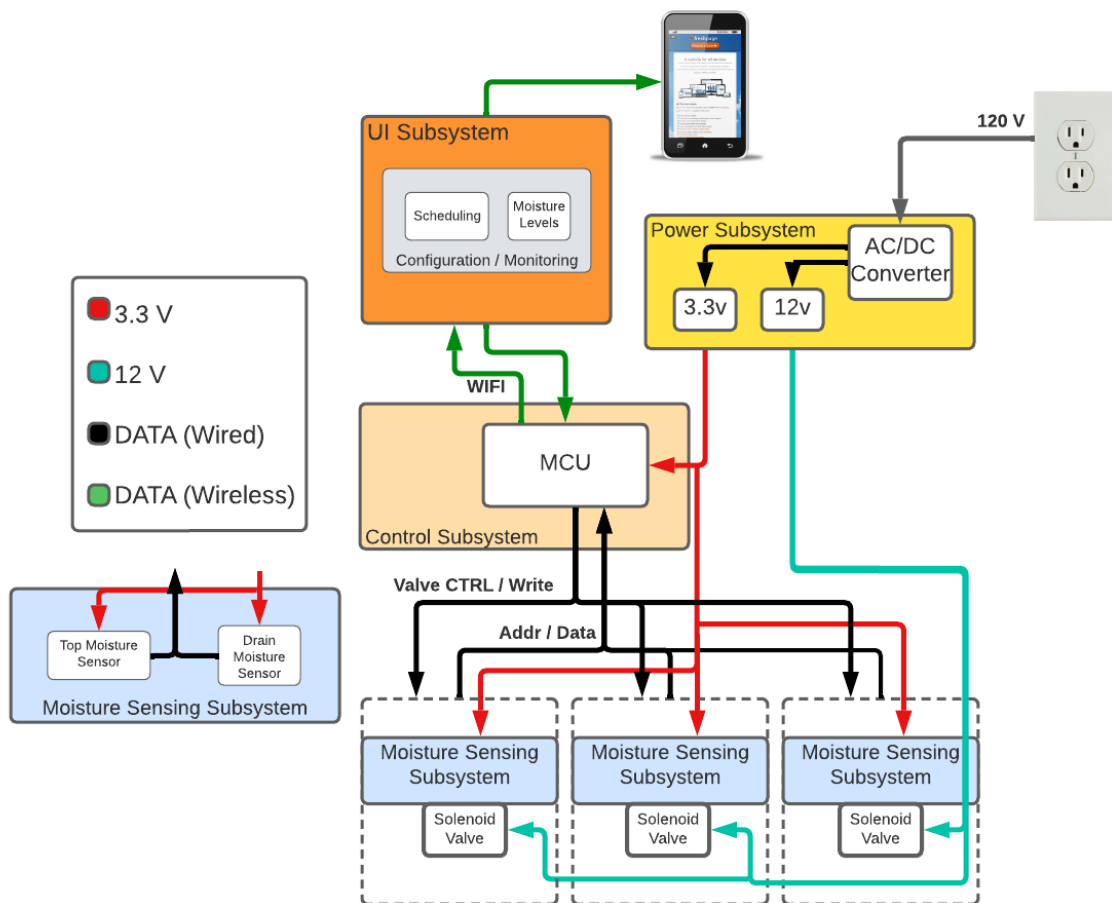 freshpage
120 V
UI Subsystem
Scheduling
Moisture
Levels
Configuration / Monitoring
Power Subsystem
AC/DC
Converter
3.3v
12v
3.3 V
12 V
DATA (Wired)
DATA (Wireless)
WIFI
MCU
Control Subsystem
Valve CTRL / Write
Addr / Data
Top Moisture
Sensor
Drain
Moisture
Sensor
Moisture Sensing Subsystem
Moisture Sensing
Subsystem
Moisture Sensing
Subsystem
Moisture Sensing
Subsystem
Solenoid
Valve
Solenoid
Valve
Solenoid
Valve